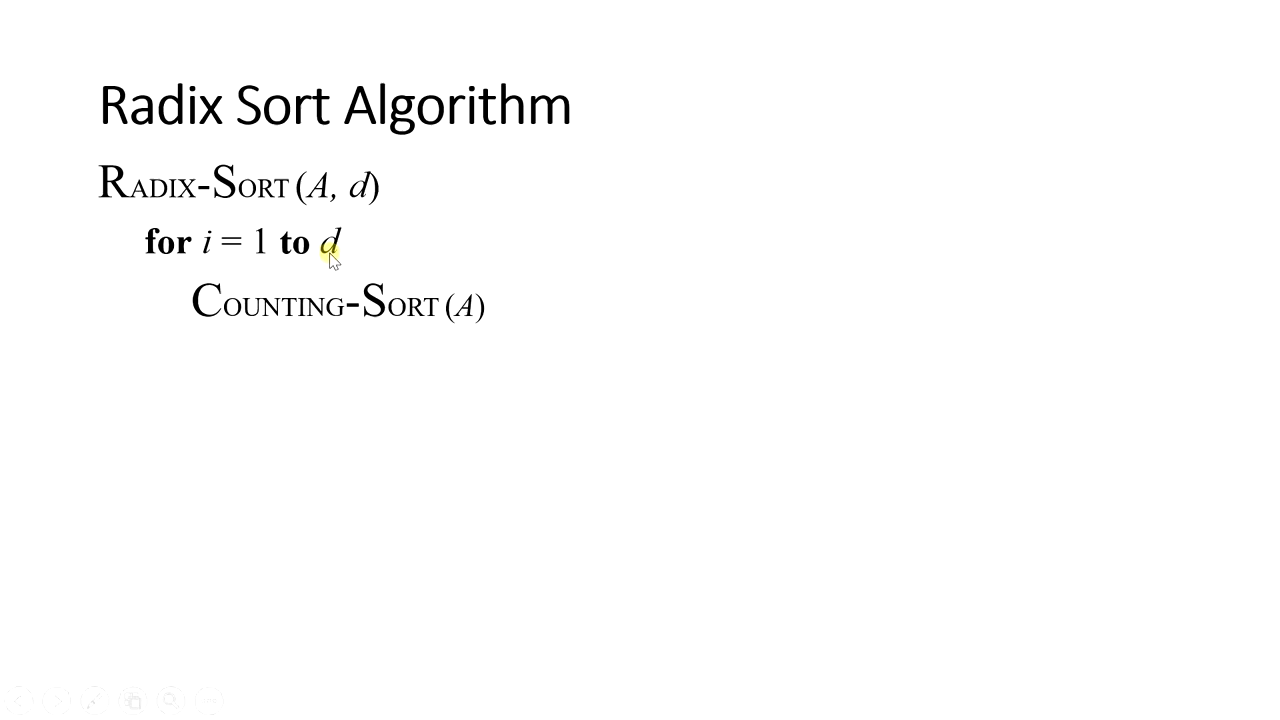 Radix Sort Algorithm
RADIX-SORT (A, d)
for i = 1 to d
COUNTING-SORT (A)